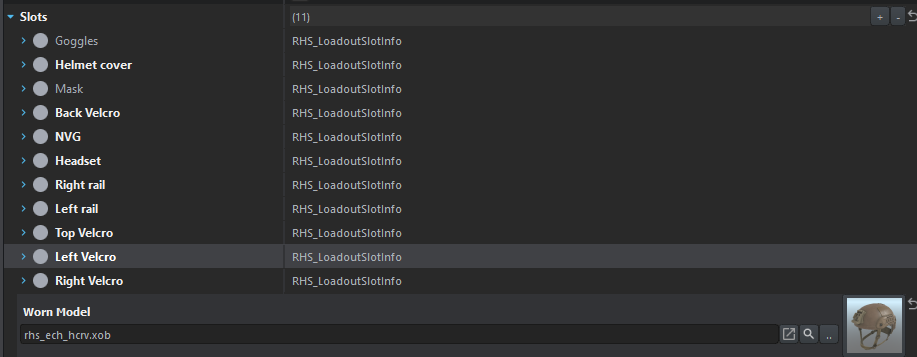 Slots (11) + -
Goggles RHS_LoadoutSlotInfo
Helmet cover RHS_LoadoutSlotInfo
Mask RHS_LoadoutSlotInfo
Back Velcro RHS_LoadoutSlotInfo
NVG RHS_LoadoutSlotInfo
Headset RHS_LoadoutSlotInfo
Right rail RHS_LoadoutSlotInfo
Left rail RHS_LoadoutSlotInfo
Top Velcro RHS_LoadoutSlotInfo
Left Velcro RHS_LoadoutSlotInfo
Right Velcro RHS_LoadoutSlotInfo
Worn Model
rhs_ech_hcrv.xob ..